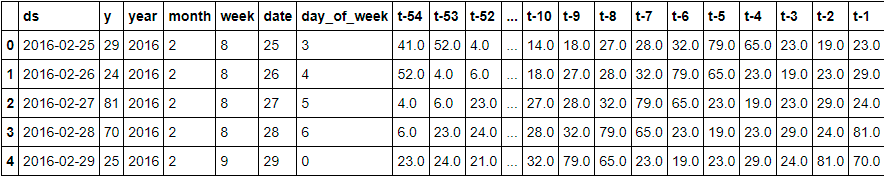 ds y year month week date day_of_week t-54 t-53 t-52 ... t-10 t-9 t-8 t-7 t-6 t-5 t-4 t-3 t-2 t-1
0 2016-02-25 29 2016 2 8 25 3 41.0 52.0 4.0 ... 14.0 18.0 27.0 28.0 32.0 79.0 65.0 23.0 19.0 23.0
1 2016-02-26 24 2016 2 8 26 4 52.0 4.0 6.0 ... 18.0 27.0 28.0 32.0 79.0 65.0 23.0 19.0 23.0 29.0
2 2016-02-27 81 2016 2 8 27 5 4.0 6.0 23.0 ... 27.0 28.0 32.0 79.0 65.0 23.0 19.0 23.0 29.0 24.0
3 2016-02-28 70 2016 2 8 28 6 6.0 23.0 24.0 ... 28.0 32.0 79.0 65.0 23.0 19.0 23.0 29.0 24.0 81.0
4 2016-02-29 25 2016 2 9 29 0 23.0 24.0 21.0 ... 32.0 79.0 65.0 23.0 19.0 23.0 29.0 24.0 81.0 70.0